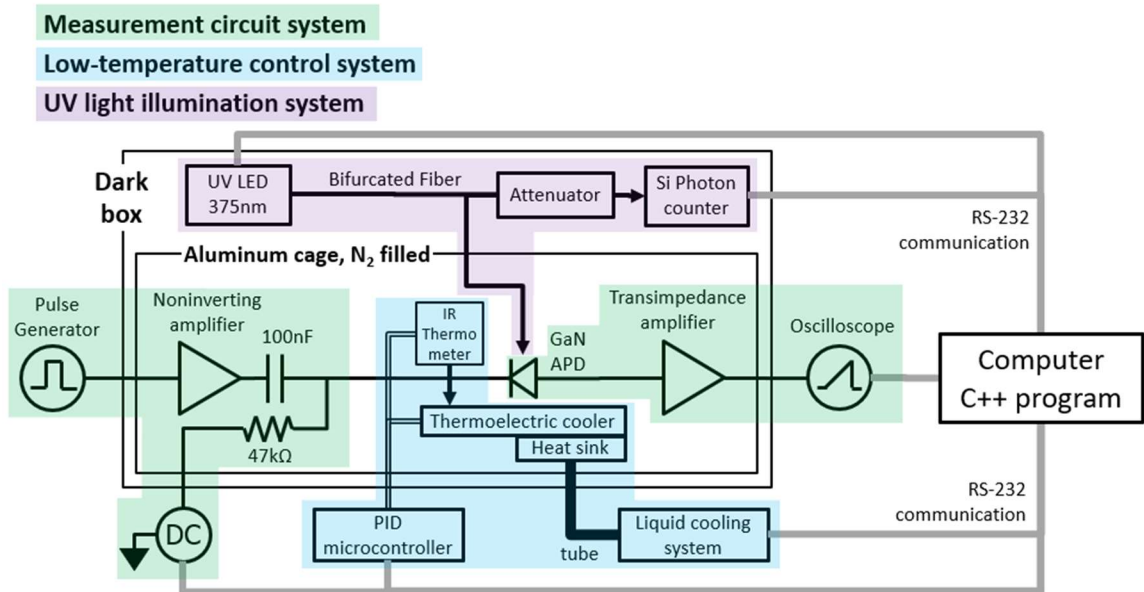 Measurement circuit system
Low-temperature control system
UV light illumination system
Dark
box
UV LED
375nm
Bifurcated Fiber
Attenuator
Si Photon
counter
RS-232
communication
Aluminum cage, N₂ filled
Pulse
Generator
Noninverting
amplifier
100nF
47kΩ
IR
Thermo
meter
GaN
APD
Transimpedance
amplifier
Oscilloscope
Computer
C++ program
Thermoelectric cooler
Heat sink
RS-232
communication
DC
PID
microcontroller
tube
Liquid cooling
system